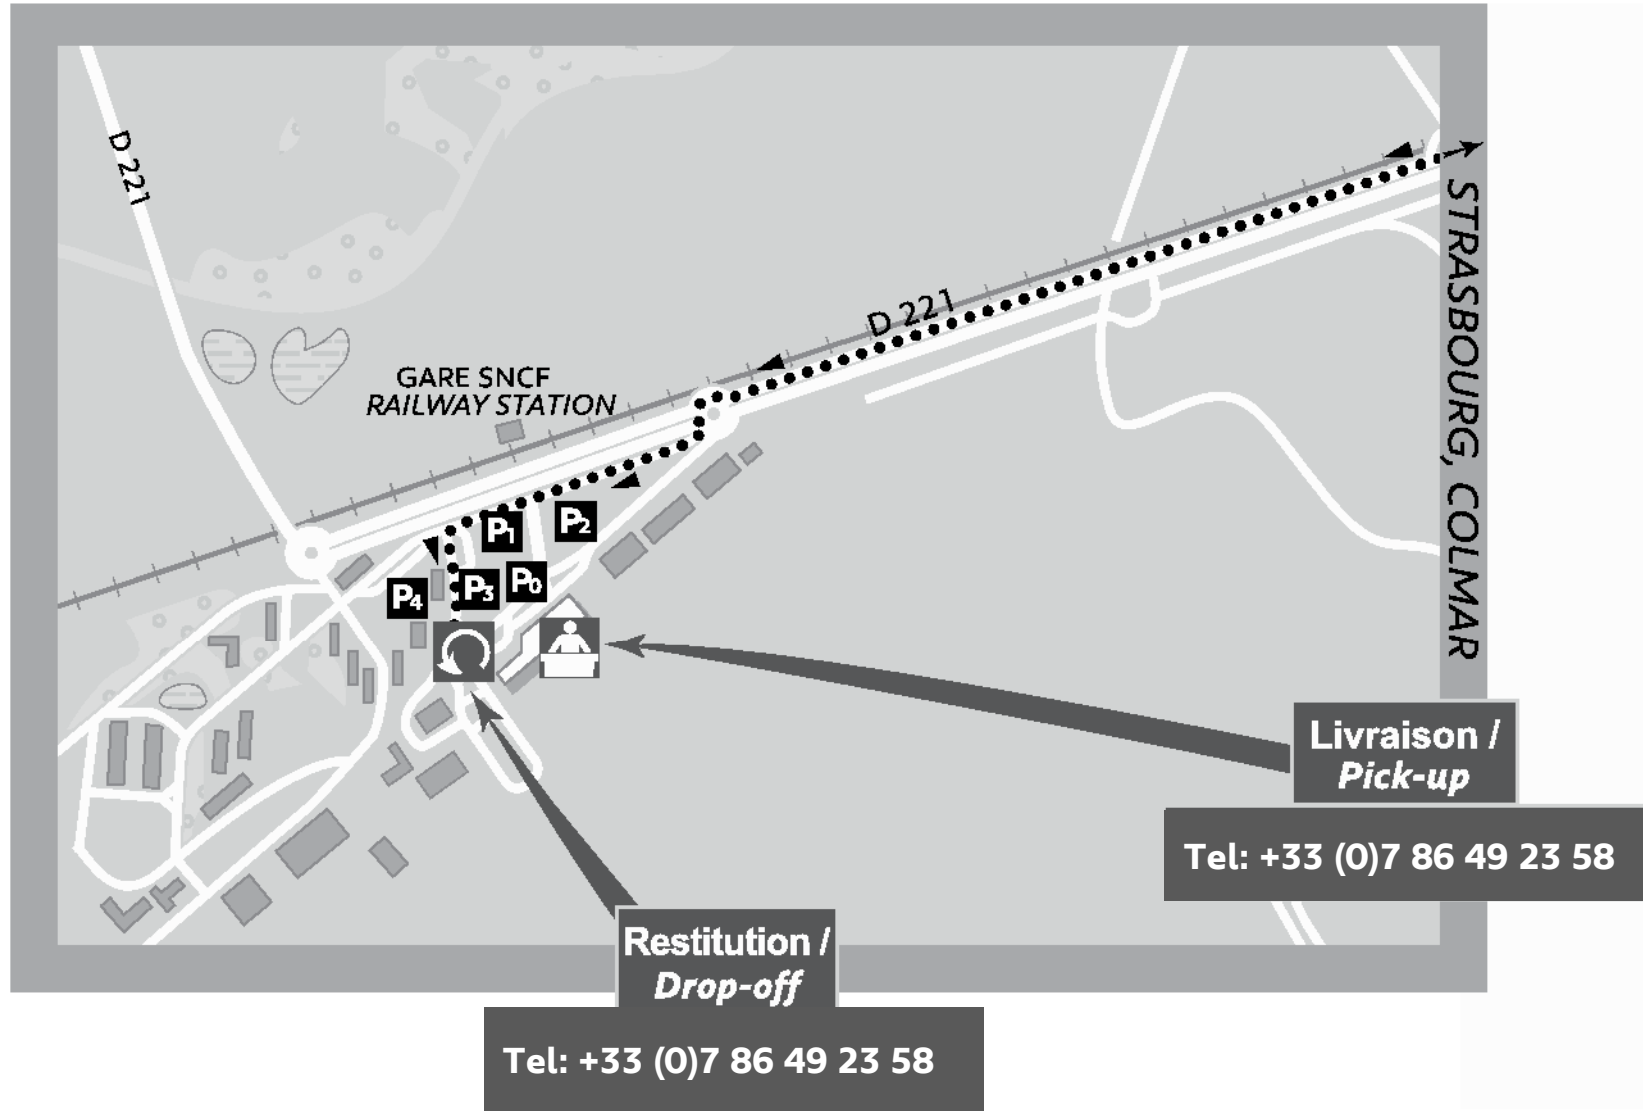 D 221
STRASBOURG, COLMAR
D 221
GARE SNCF
RAILWAY STATION
P1
P2
P3
P0
P4
Livraison /
Pick-up
Tel: +33 (0)7 86 49 23 58
Restitution /
Drop-off
Tel: +33 (0)7 86 49 23 58